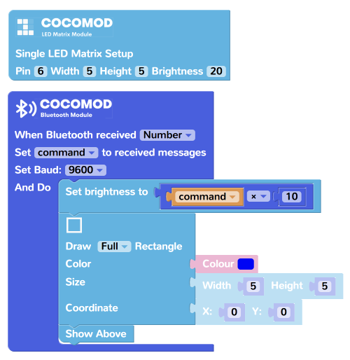 COCOMOD
LED Matrix Module
Single LED Matrix Setup
Pin 6 Width 5 Height 5 Brightness 20
COCOMOD
Bluetooth Module
When Bluetooth received Number
Set command to received messages
Set Baud: 9600
And Do
Set brightness to command × 10
Draw Full Rectangle
Color Colour
Size Width 5 Height 5
Coordinate X: 0 Y: 0
Show Above